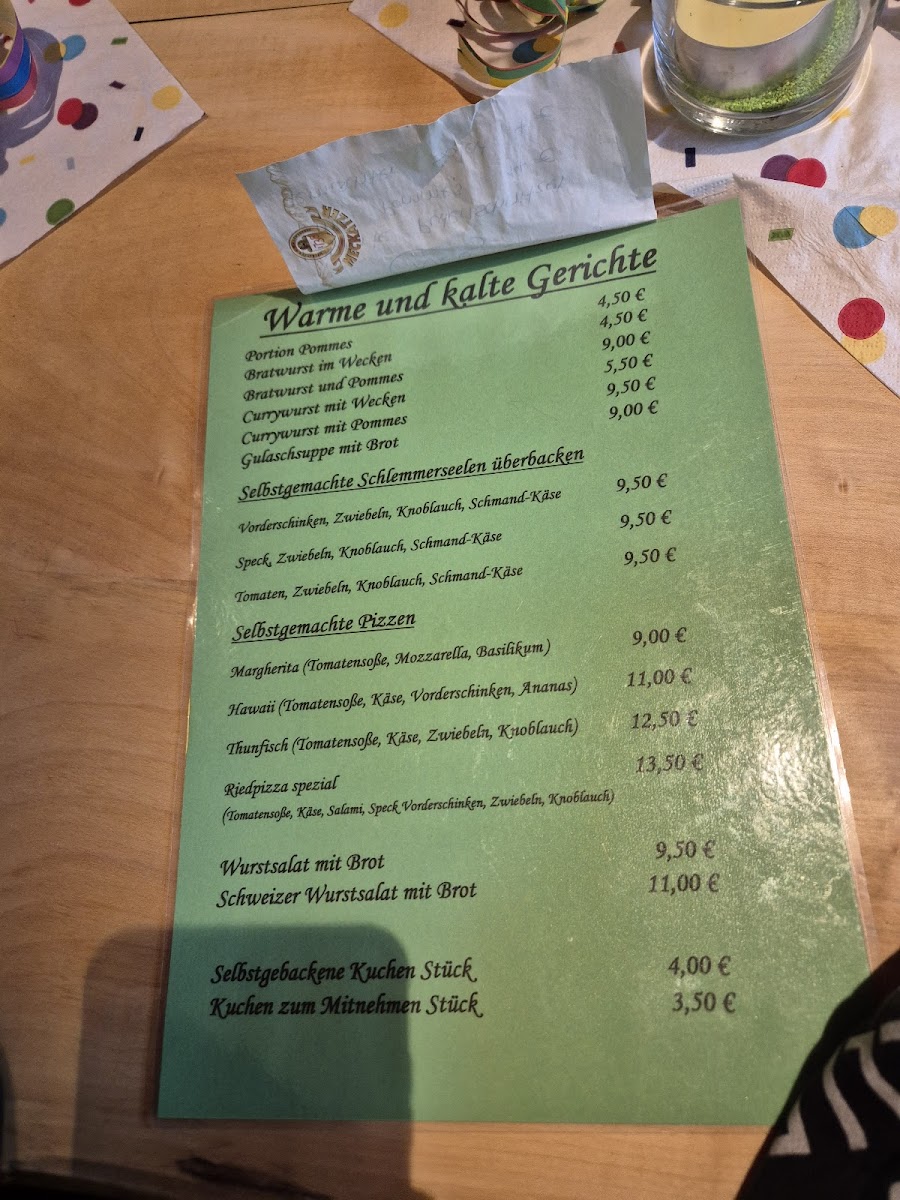 MECKATZER
Warme und kalte Gerichte
Portion Pommes 4,50 €
Bratwurst im Wecken 4,50 €
Bratwurst und Pommes 9,00 €
Currywurst mit Wecken 5,50 €
Currywurst mit Pommes 9,50 €
Gulaschsuppe mit Brot 9,00 €
Selbstgemachte Schlemmerseelen überbacken
Vorderschinken, Zwiebeln, Knoblauch, Schmand-Käse 9,50 €
Speck, Zwiebeln, Knoblauch, Schmand-Käse 9,50 €
Tomaten, Zwiebeln, Knoblauch, Schmand-Käse 9,50 €
Selbstgemachte Pizzen
Margherita (Tomatensoße, Mozzarella, Basilikum) 9,00 €
Hawaii (Tomatensoße, Käse, Vorderschinken, Ananas) 11,00 €
Thunfisch (Tomatensoße, Käse, Zwiebeln, Knoblauch) 12,50 €
Riedpizza spezial 13,50 €
(Tomatensoße, Käse, Salami, Speck Vorderschinken, Zwiebeln, Knoblauch)
Wurstsalat mit Brot 9,50 €
Schweizer Wurstsalat mit Brot 11,00 €
Selbstgebackene Kuchen Stück 4,00 €
Kuchen zum Mitnehmen Stück 3,50 €